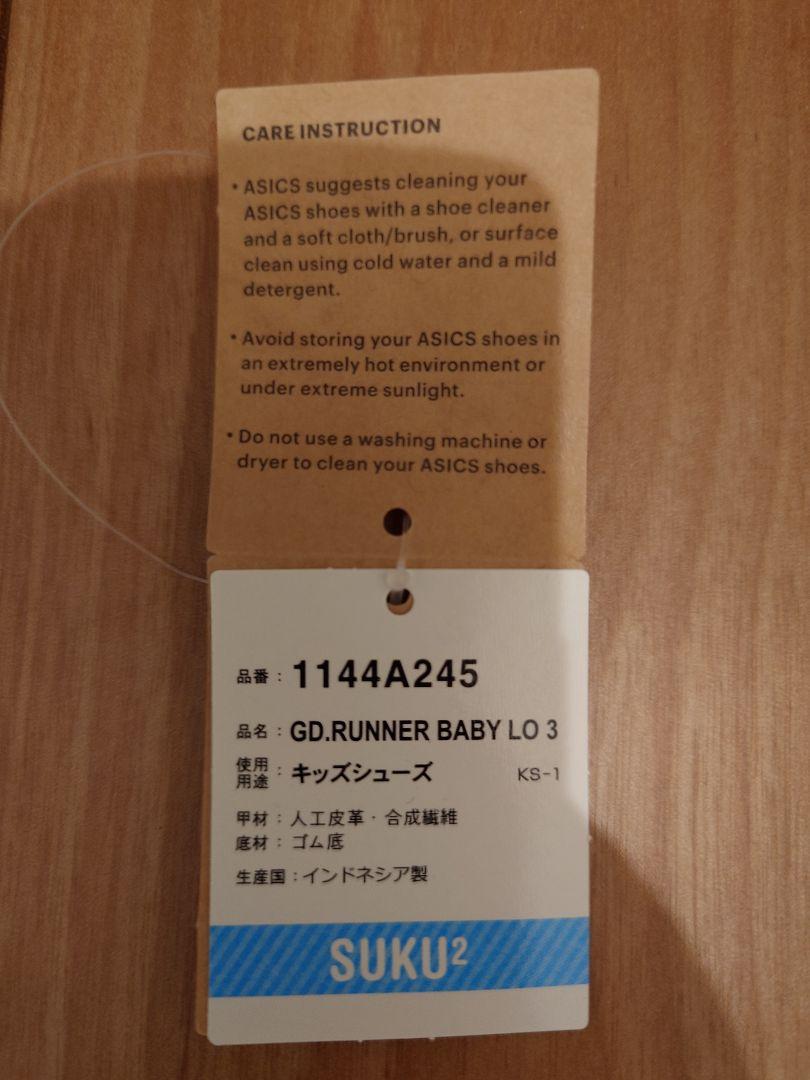 CARE INSTRUCTION
• ASICS suggests cleaning your
ASICS shoes with a shoe cleaner
and a soft cloth/brush, or surface
clean using cold water and a mild
detergent.
• Avoid storing your ASICS shoes in
an extremely hot environment or
under extreme sunlight.
• Do not use a washing machine or
dryer to clean your ASICS shoes.
品番：1144A245
品名：GD.RUNNER BABY LO 3
使用用途：キッズシューズ KS-1
甲材：人工皮革・合成繊維
底材：ゴム底
生産国：インドネシア製
SUKU²